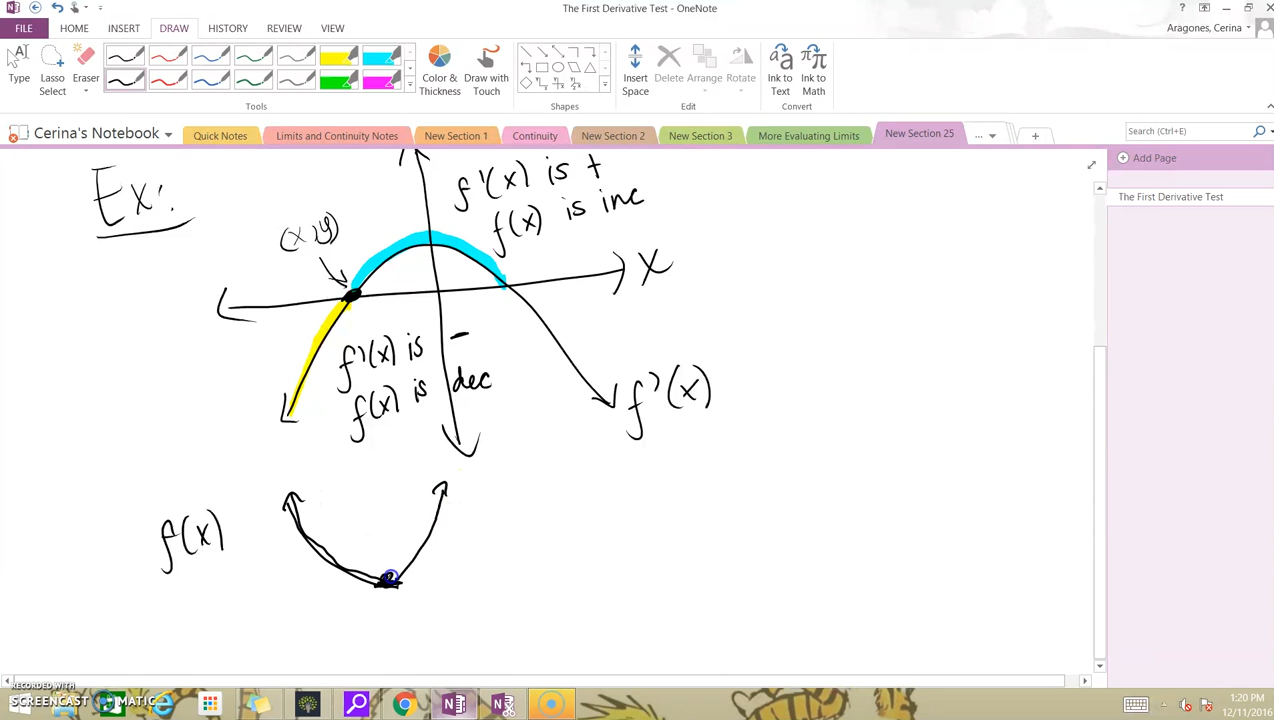 The First Derivative Test - OneNote
? 
FILE HOME INSERT DRAW HISTORY REVIEW VIEW
Aragones, Cerina
Type Lasso Select Eraser Color & Thickness Draw with Touch Insert Space Delete Arrange Rotate Ink to Text Ink to Math
Tools Shapes Edit Convert
Cerina's Notebook Quick Notes Limits and Continuity Notes New Section 1 Continuity New Section 2 New Section 3 More Evaluating Limits New Section 25 ... Search (Ctrl+E)
Add Page
The First Derivative Test
Ex:
f'(x) is +
f(x) is inc
(x,y)
X
f'(x) is -
f(x) is dec
f'(x)
f(x)
RECORDED WITH
SCREENCAST MATIC
1:20 PM
12/11/2016